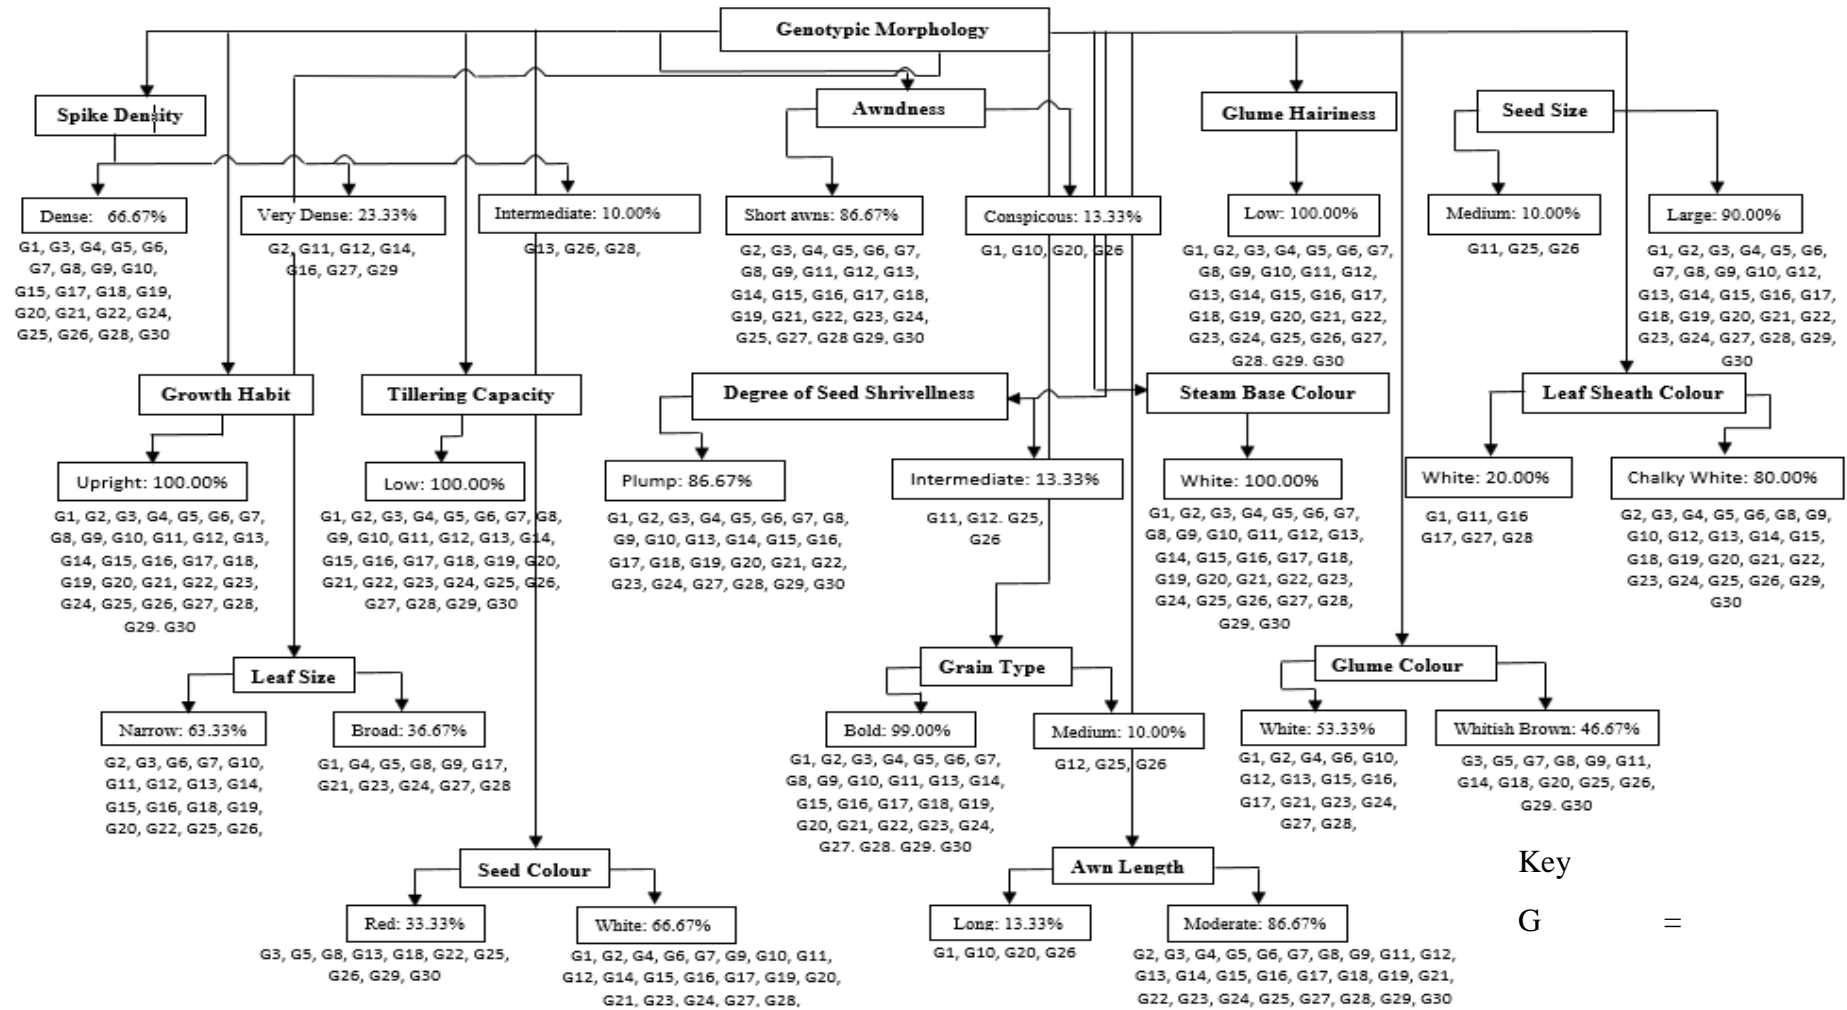 Genotypic Morphology
Spike Density
Awndness
Glume Hairiness
Seed Size
Dense: 66.67%
G1, G3, G4, G5, G6,
G7, G8, G9, G10,
G15, G17, G18, G19,
G20, G21, G22, G24,
G25, G26, G28, G30
Very Dense: 23.33%
G2, G11, G12, G14,
G16, G27, G29
Intermediate: 10.00%
G13, G26, G28,
Short awns: 86.67%
G2, G3, G4, G5, G6, G7,
G8, G9, G11, G12, G13,
G14, G15, G16, G17, G18,
G19, G21, G22, G23, G24,
G25, G27, G28 G29, G30
Conspicous: 13.33%
G1, G10, G20, G26
Low: 100.00%
G1, G2, G3, G4, G5, G6, G7,
G8, G9, G10, G11, G12,
G13, G14, G15, G16, G17,
G18, G19, G20, G21, G22,
G23, G24, G25, G26, G27,
G28. G29. G30
Medium: 10.00%
G11, G25, G26
Large: 90.00%
G1, G2, G3, G4, G5, G6,
G7, G8, G9, G10, G12,
G13, G14, G15, G16, G17,
G18, G19, G20, G21, G22,
G23, G24, G27, G28, G29,
G30
Growth Habit
Tillering Capacity
Degree of Seed Shrivellness
Steam Base Colour
Leaf Sheath Colour
Upright: 100.00%
G1, G2, G3, G4, G5, G6, G7,
G8, G9, G10, G11, G12, G13,
G14, G15, G16, G17, G18,
G19, G20, G21, G22, G23,
G24, G25, G26, G27, G28,
G29. G30
Low: 100.00%
G1, G2, G3, G4, G5, G6, G7, G8,
G9, G10, G11, G12, G13, G14,
G15, G16, G17, G18, G19, G20,
G21, G22, G23, G24, G25, G26,
G27, G28, G29, G30
Plump: 86.67%
G1, G2, G3, G4, G5, G6, G7, G8,
G9, G10, G13, G14, G15, G16,
G17, G18, G19, G20, G21, G22,
G23, G24, G27, G28, G29, G30
Intermediate: 13.33%
G11, G12. G25,
G26
White: 100.00%
G1, G2, G3, G4, G5, G6, G7,
G8, G9, G10, G11, G12, G13,
G14, G15, G16, G17, G18,
G19, G20, G21, G22, G23,
G24, G25, G26, G27, G28,
G29, G30
White: 20.00%
G1, G11, G16
G17, G27, G28
Chalky White: 80.00%
G2, G3, G4, G5, G6, G8, G9,
G10, G12, G13, G14, G15,
G18, G19, G20, G21, G22,
G23, G24, G25, G26, G29,
G30
Leaf Size
Grain Type
Glume Colour
Narrow: 63.33%
G2, G3, G6, G7, G10,
G11, G12, G13, G14,
G15, G16, G18, G19,
G20, G22, G25, G26,
Broad: 36.67%
G1, G4, G5, G8, G9, G17,
G21, G23, G24, G27, G28
Bold: 99.00%
G1, G2, G3, G4, G5, G6, G7,
G8, G9, G10, G11, G13, G14,
G15, G16, G17, G18, G19,
G20, G21, G22, G23, G24,
G27. G28. G29. G30
Medium: 10.00%
G12, G25, G26
White: 53.33%
G1, G2, G4, G6, G10,
G12, G13, G15, G16,
G17, G21, G23, G24,
G27, G28,
Whitish Brown: 46.67%
G3, G5, G7, G8, G9, G11,
G14, G18, G20, G25, G26,
G29. G30
Seed Colour
Awn Length
Key
Red: 33.33%
G3, G5, G8, G13, G18, G22, G25,
G26, G29, G30
White: 66.67%
G1, G2, G4, G6, G7, G9, G10, G11,
G12, G14, G15, G16, G17, G19, G20,
G21, G23, G24, G27, G28,
Long: 13.33%
G1, G10, G20, G26
Moderate: 86.67%
G2, G3, G4, G5, G6, G7, G8, G9, G11, G12,
G13, G14, G15, G16, G17, G18, G19, G21,
G22, G23, G24, G25, G27, G28, G29, G30
G =